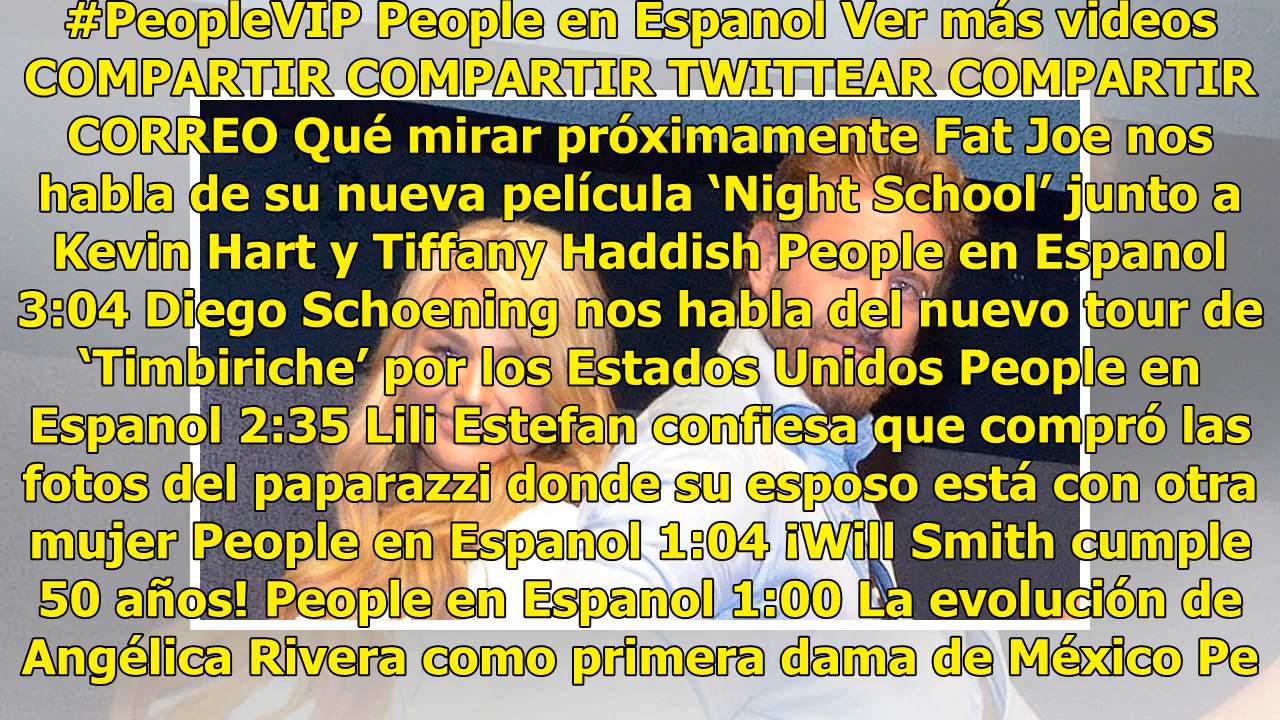 #PeopleVIP People en Espanol Ver más videos
COMPARTIR COMPARTIR TWITTEAR COMPARTIR
CORREO Qué mirar próximamente Fat Joe nos
habla de su nueva película ‘Night School’ junto a
Kevin Hart y Tiffany Haddish People en Espanol
3:04 Diego Schoening nos habla del nuevo tour de
‘Timbiriche’ por los Estados Unidos People en
Espanol 2:35 Lili Estefan confiesa que compró las
fotos del paparazzi donde su esposo está con otra
mujer People en Espanol 1:04 ¡Will Smith cumple
50 años! People en Espanol 1:00 La evolución de
Angélica Rivera como primera dama de México Pe